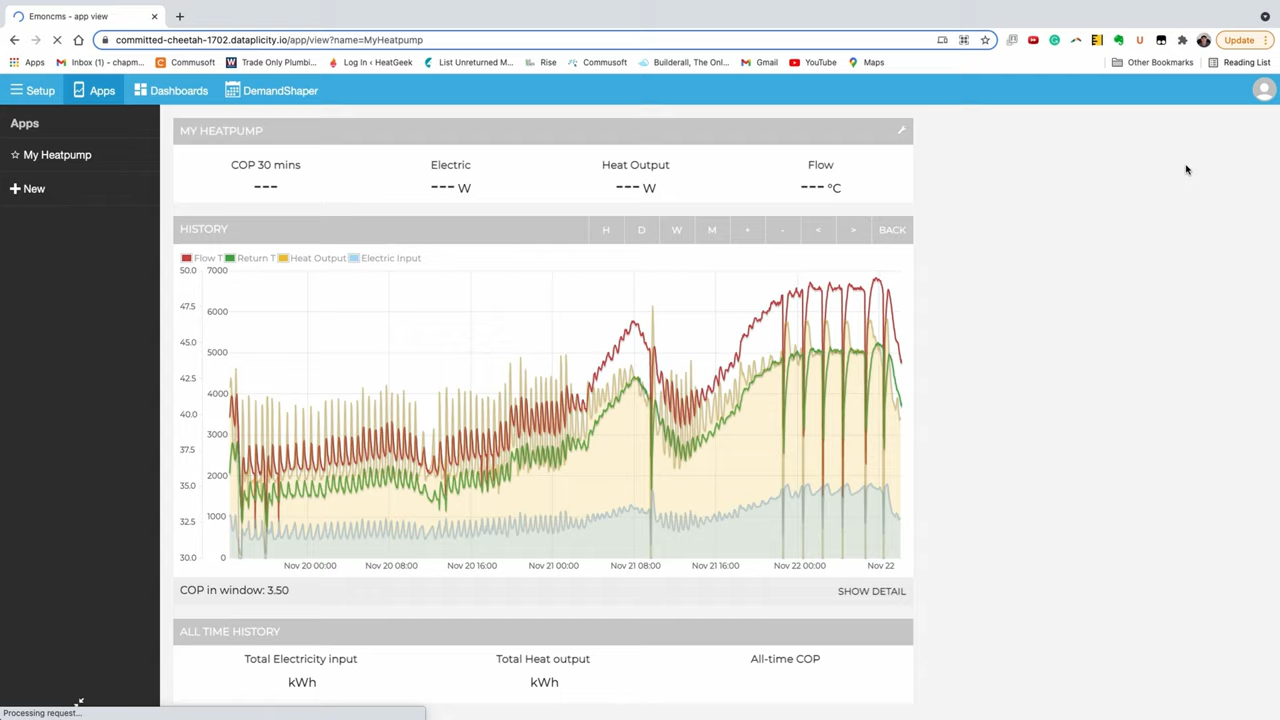 Emoncms - app view
committed-cheetah-1702.dataplicity.io/app/view?name=MyHeatpump
Update
Apps Inbox (1) - chapm... Commusoft Trade Only Plumbi... Log In ‹ HeatGeek List Unreturned M... Rise Commusoft Builderall, The Onl... Gmail YouTube Maps Other Bookmarks Reading List
Setup Apps Dashboards DemandShaper
Apps
My Heatpump
New
MY HEATPUMP
COP 30 mins Electric Heat Output Flow
--- --- W --- W --- °C
HISTORY H D W M + - < > BACK
Flow T Return T Heat Output Electric Input
50.0 7000
47.5 6000
45.0 5000
42.5 4000
40.0 3000
37.5 2000
35.0 1000
32.5 0
30.0
Nov 20 00:00 Nov 20 08:00 Nov 20 16:00 Nov 21 00:00 Nov 21 08:00 Nov 21 16:00 Nov 22 00:00 Nov 22
COP in window: 3.50 SHOW DETAIL
ALL TIME HISTORY
Total Electricity input Total Heat output All-time COP
kWh kWh
Processing request...